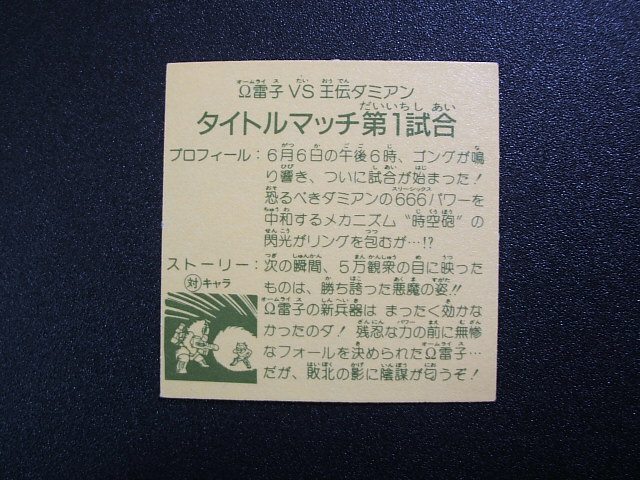 Ω雷子VS王伝ダミアン
タイトルマッチ第1試合
プロフィール：6月6日の午後6時、ゴングが鳴
り響き、ついに試合が始まった！
恐るべきダミアンの666パワーを
中和するメカニズム〝時空砲〟の
閃光がリングを包むが…!?
ストーリー：次の瞬間、5万観衆の目に映った
ものは、勝ち誇った悪魔の姿!!
対キャラ
Ω雷子の新兵器は まったく効かな
かったのダ！ 残忍な力の前に無惨
なフォールを決められたΩ雷子…
だが、敗北の影に陰謀が匂うぞ！